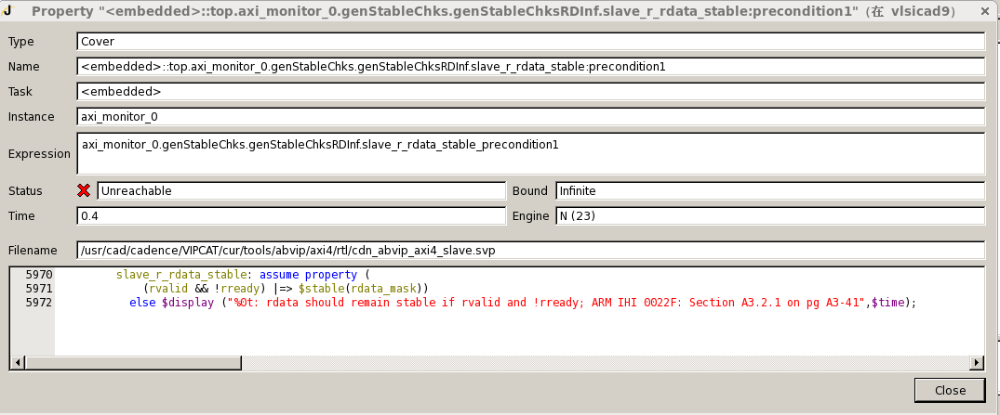 Property "<embedded>::top.axi_monitor_0.genStableChks.genStableChksRDInf.slave_r_rdata_stable:precondition1"（在 vlsicad9）
Type Cover
Name <embedded>::top.axi_monitor_0.genStableChks.genStableChksRDInf.slave_r_rdata_stable:precondition1
Task <embedded>
Instance axi_monitor_0
Expression axi_monitor_0.genStableChks.genStableChksRDInf.slave_r_rdata_stable_precondition1
Status Unreachable Bound Infinite
Time 0.4 Engine N (23)
Filename /usr/cad/cadence/VIPCAT/cur/tools/abvip/axi4/rtl/cdn_abvip_axi4_slave.svp
5970 slave_r_rdata_stable: assume property (
5971 (rvalid && !rready) |=> $stable(rdata_mask))
5972 else $display ("%0t: rdata should remain stable if rvalid and !rready; ARM IHI 0022F: Section A3.2.1 on pg A3-41",$time);
Close